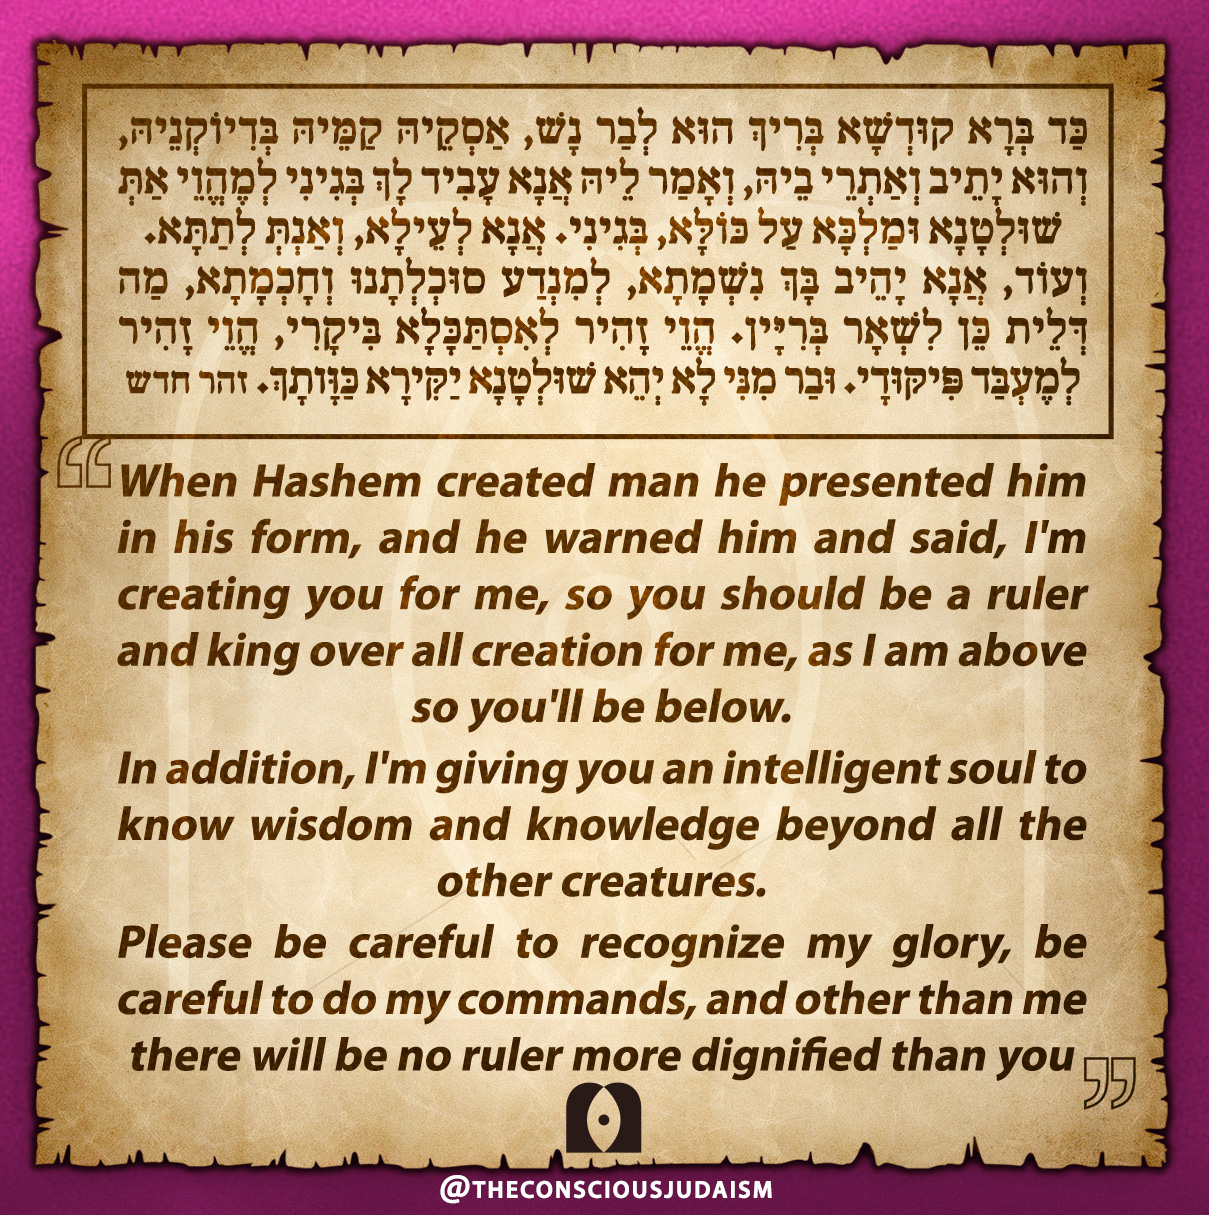 כַּד בְּרָא קוּדְשָׁא בְּרִיךְ הוּא לְבַר נָשׁ, אַסְקֵיהּ קַמֵּיהּ בְּדִיוֹקְנֵיהּ,
וְהוּא יָתֵיב וְאַתְרֵי בֵּיהּ, וְאָמַר לֵיהּ אֲנָא עָבִיד לָךְ בְּגִינִי לְמֶהֱוֵי אַתְּ
שׁוּלְטָנָא וּמַלְכָּא עַל כּוֹלָּא, בְּגִינִי. אֲנָא לְעֵילָא, וְאַנְתְּ לְתַתָּא.
וְעוֹד, אֲנָא יָהֵיב בָּךְ נִשְׁמָתָא, לְמִנְדַע סוּכְלְתָנוּ וְחָכְמָתָא, מַה
דְּלֵית כֵּן לִשְׁאָר בִּרְיָּין. הֱוֵי זָהִיר לְאִסְתַּכָּלָא בִּיקָרִי, הֱוֵי זָהִיר
לְמֶעְבַּד פִּיקּוּדָי. וּבַר מִנִּי לָא יְהֵא שׁוּלְטָנָא יַקִּירָא כַּוָּותָךְ. זהר חדש
“When Hashem created man he presented him
in his form, and he warned him and said, I'm
creating you for me, so you should be a ruler
and king over all creation for me, as I am above
so you'll be below.
In addition, I'm giving you an intelligent soul to
know wisdom and knowledge beyond all the
other creatures.
Please be careful to recognize my glory, be
careful to do my commands, and other than me
there will be no ruler more dignified than you”
@THECONSCIOUSJUDAISM